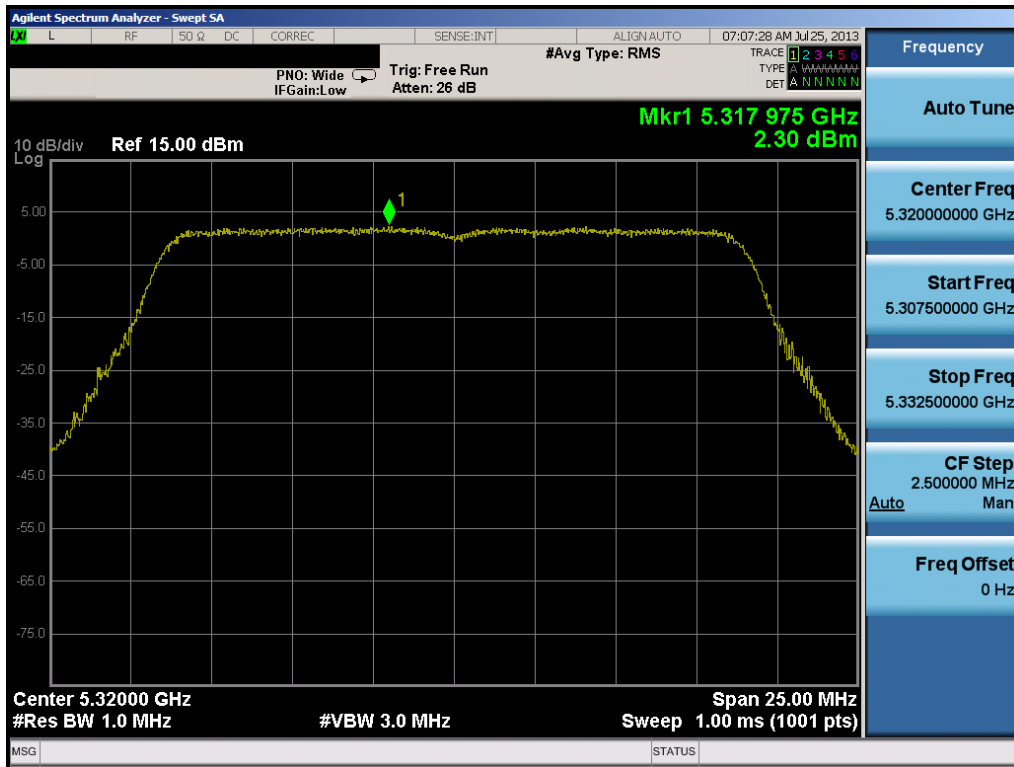 Agilent Spectrum Analyzer - Swept SA
LXI L RF 50 Ω DC CORREC SENSE:INT ALIGN AUTO 07:07:28 AM Jul 25, 2013
#Avg Type: RMS TRACE 1 2 3 4 5 6
PNO: Wide Trig: Free Run TYPE A WWWWW
IFGain:Low Atten: 26 dB DET A N N N N N
Mkr1 5.317 975 GHz
10 dB/div Ref 15.00 dBm 2.30 dBm
Log
1
5.00
-5.00
-15.0
-25.0
-35.0
-45.0
-55.0
-65.0
-75.0
Center 5.32000 GHz Span 25.00 MHz
#Res BW 1.0 MHz #VBW 3.0 MHz Sweep 1.00 ms (1001 pts)
MSG STATUS
Frequency
Auto Tune
Center Freq
5.320000000 GHz
Start Freq
5.307500000 GHz
Stop Freq
5.332500000 GHz
CF Step
2.500000 MHz
Auto Man
Freq Offset
0 Hz